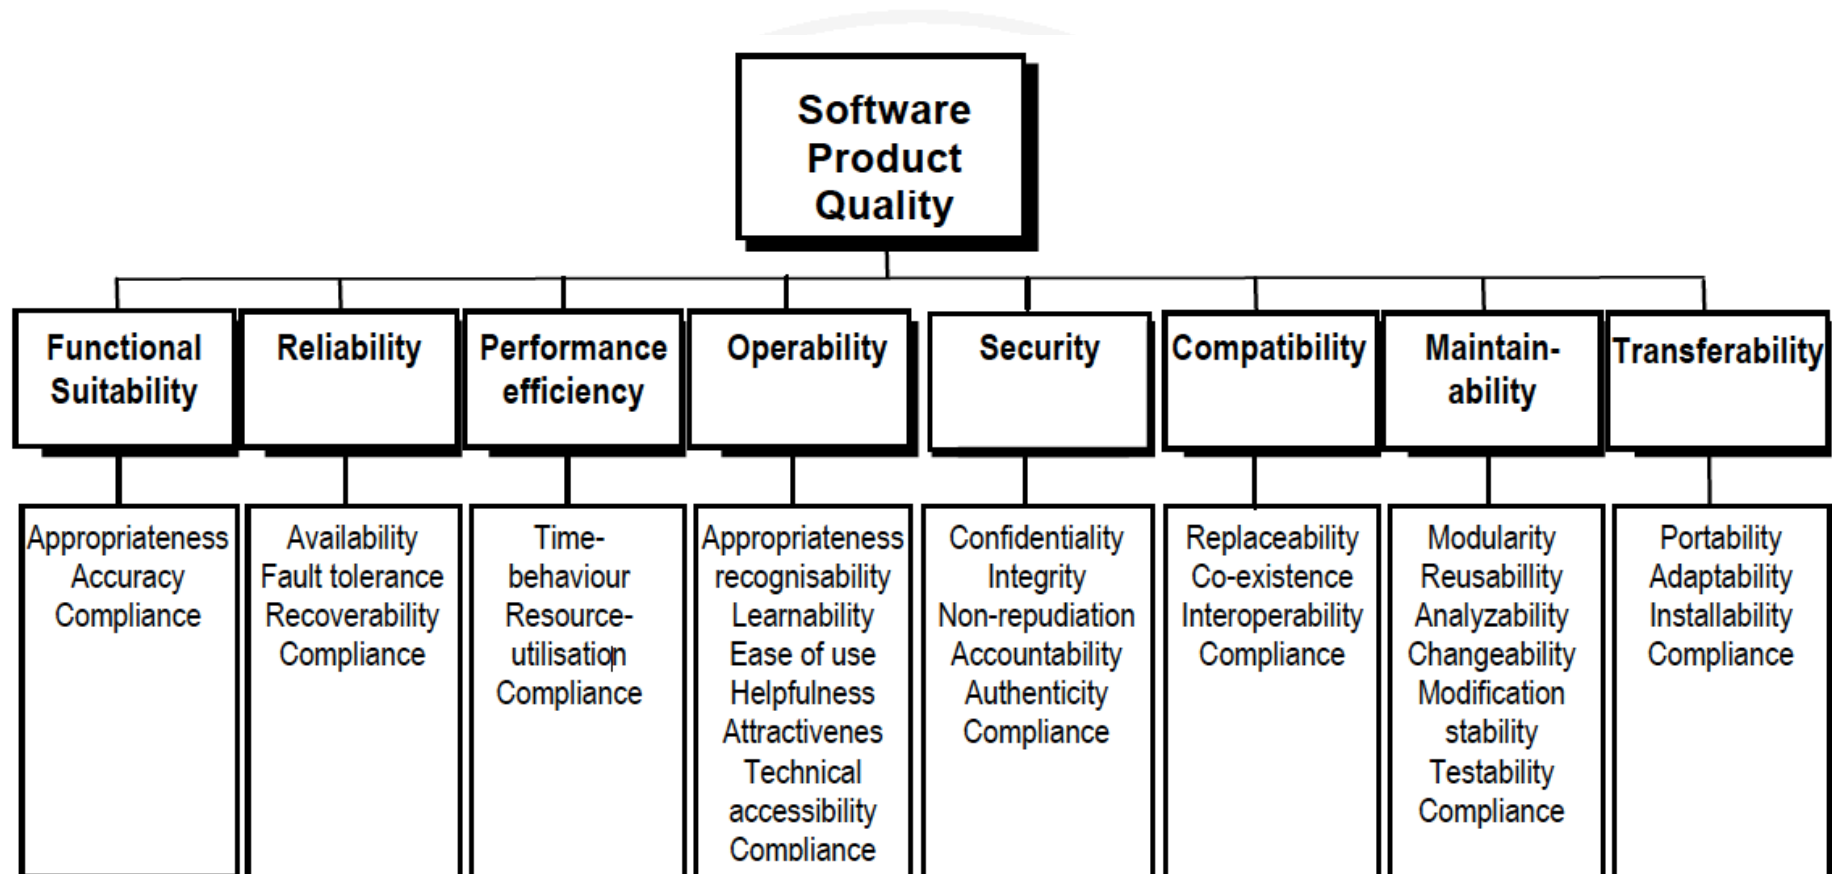 Software
Product
Quality
Functional
Suitability
Reliability
Performance
efficiency
Operability
Security
Compatibility
Maintain-
ability
Transferability
Appropriateness
Accuracy
Compliance
Availability
Fault tolerance
Recoverability
Compliance
Time-
behaviour
Resource-
utilisation
Compliance
Appropriateness
recognisability
Learnability
Ease of use
Helpfulness
Attractivenes
Technical
accessibility
Compliance
Confidentiality
Integrity
Non-repudiation
Accountability
Authenticity
Compliance
Replaceability
Co-existence
Interoperability
Compliance
Modularity
Reusabillity
Analyzability
Changeability
Modification
stability
Testability
Compliance
Portability
Adaptability
Installability
Compliance